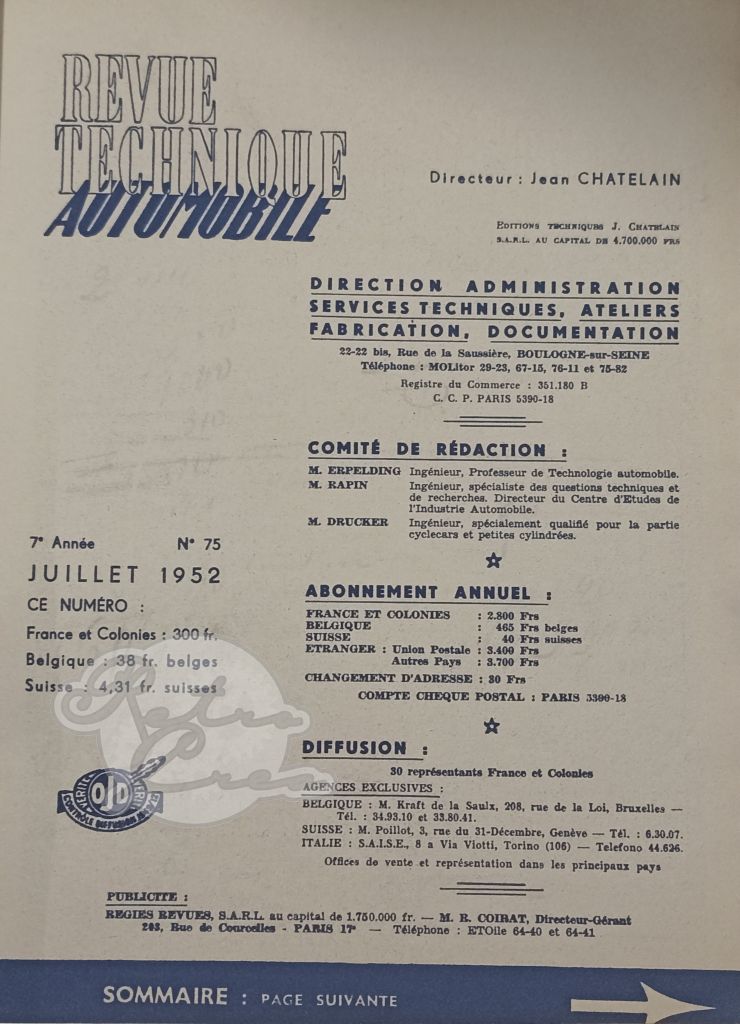 REVUE
TECHNIQUE
AUTOMOBILE
Directeur : Jean CHATELAIN
EDITIONS TECHNIQUES J. CHATELAIN
S.A.R.L. AU CAPITAL DE 4.700.000 FRS
DIRECTION ADMINISTRATION
SERVICES TECHNIQUES, ATELIERS
FABRICATION, DOCUMENTATION
22-22 bis, Rue de la Saussière, BOULOGNE-sur-SEINE
Téléphone : MOLitor 29-23, 67-15, 76-11 et 75-82
Registre du Commerce : 351.180 B
C. C. P. PARIS 5390-18
COMITÉ DE RÉDACTION :
M. ERPELDING Ingénieur, Professeur de Technologie automobile.
M. RAPIN Ingénieur, spécialiste des questions techniques et
de recherches. Directeur du Centre d'Etudes de
l'Industrie Automobile.
M. DRUCKER Ingénieur, spécialement qualifié pour la partie
cyclecars et petites cylindrées.
7e Année N° 75
JUILLET 1952
CE NUMÉRO :
France et Colonies : 300 fr.
Belgique : 38 fr. belges
Suisse : 4,31 fr. suisses
ABONNEMENT ANNUEL :
FRANCE ET COLONIES : 2.800 Frs
BELGIQUE : 465 Frs belges
SUISSE : 40 Frs suisses
ETRANGER : Union Postale : 3.400 Frs
Autres Pays : 3.700 Frs
CHANGEMENT D'ADRESSE : 30 Frs
COMPTE CHEQUE POSTAL : PARIS 5390-18
DIFFUSION :
30 représentants France et Colonies
AGENCES EXCLUSIVES :
BELGIQUE : M. Kraft de la Saulx, 208, rue de la Loi, Bruxelles —
Tél. : 34.93.10 et 33.80.41.
SUISSE : M. Poillot, 3, rue du 31-Décembre, Genève — Tél. : 6.30.07.
ITALIE : S.A.I.S.E., 8 a Via Viotti, Torino (106) — Telefono 44.626.
Offices de vente et représentation dans les principaux pays
Retro
OJD
CONTRÔLE DIFFUSION
PUBLICITE :
REGIES REVUES, S.A.R.L. au capital de 1.750.000 fr. — M. R. COIRAT, Directeur-Gérant
203, Rue de Courcelles - PARIS 17e — Téléphone : ETOile 64-40 et 64-41
SOMMAIRE : PAGE SUIVANTE